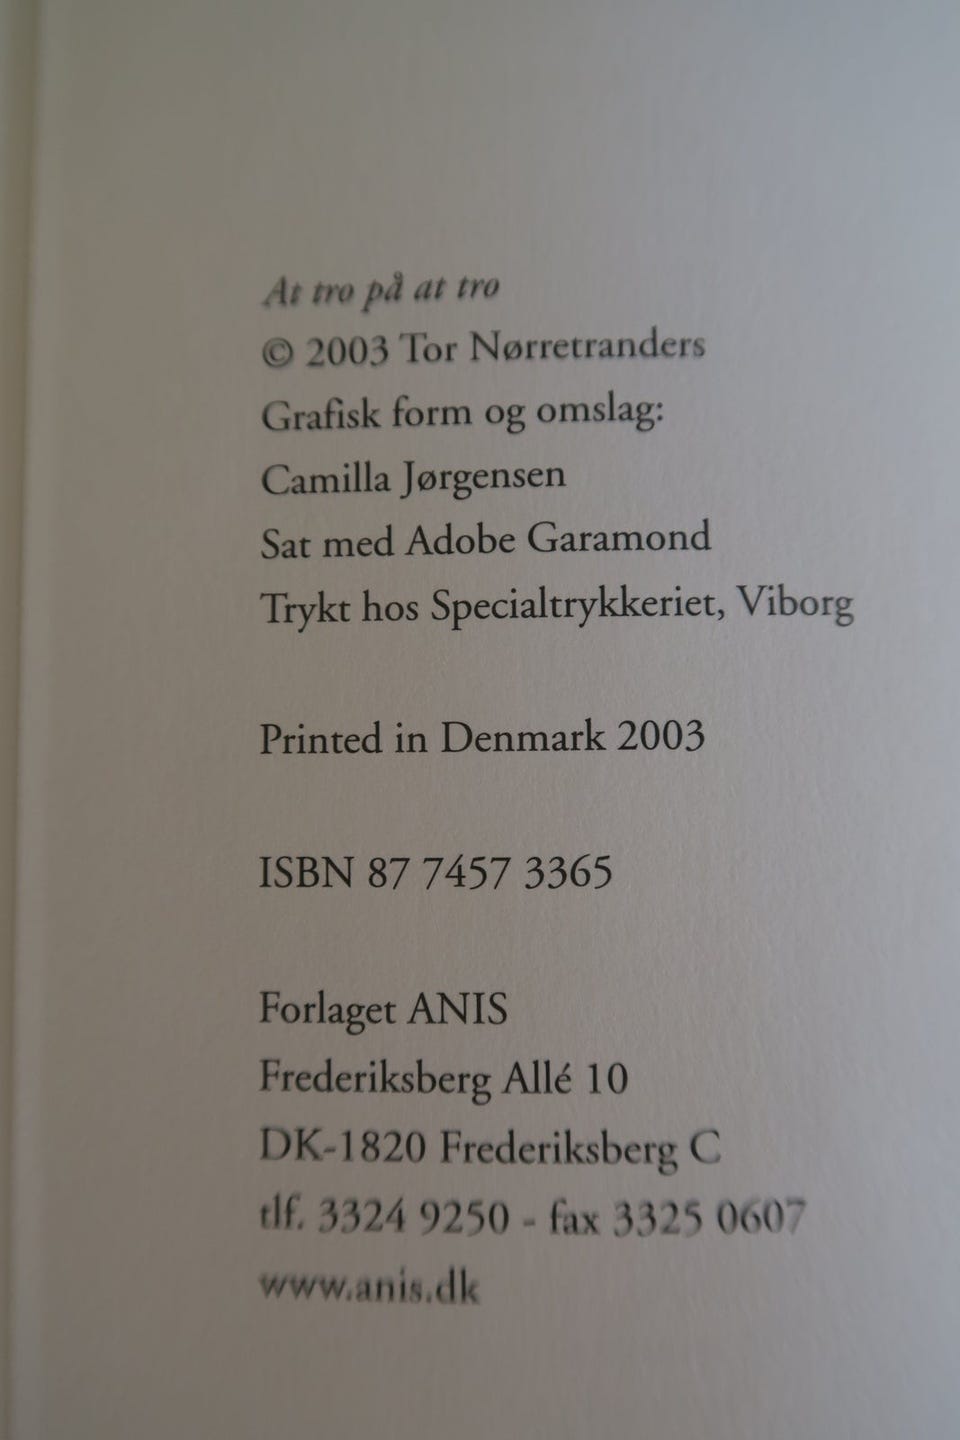 At tro på at tro
© 2003 Tor Nørretranders
Grafisk form og omslag:
Camilla Jørgensen
Sat med Adobe Garamond
Trykt hos Specialtrykkeriet, Viborg
Printed in Denmark 2003
ISBN 87 7457 3365
Forlaget ANIS
Frederiksberg Allé 10
DK-1820 Frederiksberg C
tlf. 3324 9250 - fax 3325 0607
www.anis.dk